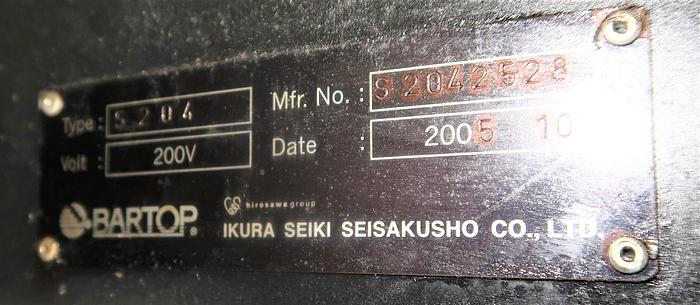 Type : S204
Volt : 200V
Mfr. No. : S2042528
Date : 2005 10
BARTOP®
hirosawa group
IKURA SEIKI SEISAKUSHO CO., LTD.